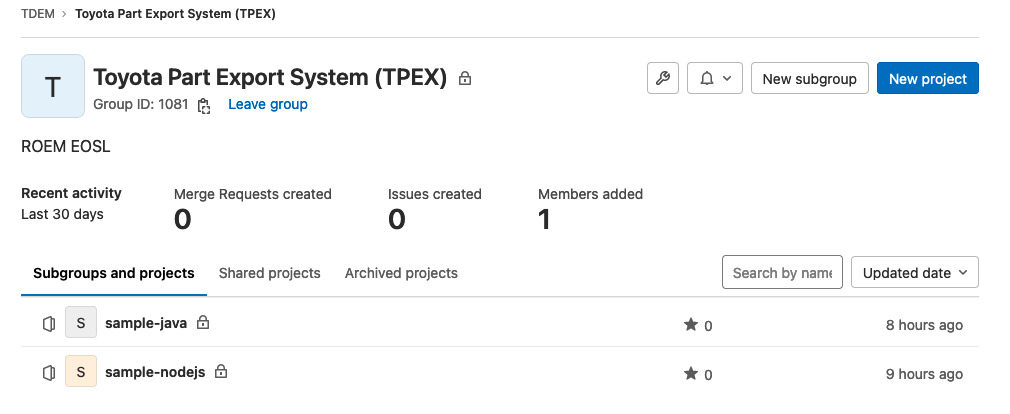 TDEM > Toyota Part Export System (TPEX)
T
Toyota Part Export System (TPEX)
New subgroup
New project
Group ID: 1081
Leave group
ROEM EOSL
Recent activity
Last 30 days
Merge Requests created
0
Issues created
0
Members added
1
Subgroups and projects
Shared projects
Archived projects
Search by name
Updated date
S sample-java 0 8 hours ago
S sample-nodejs 0 9 hours ago